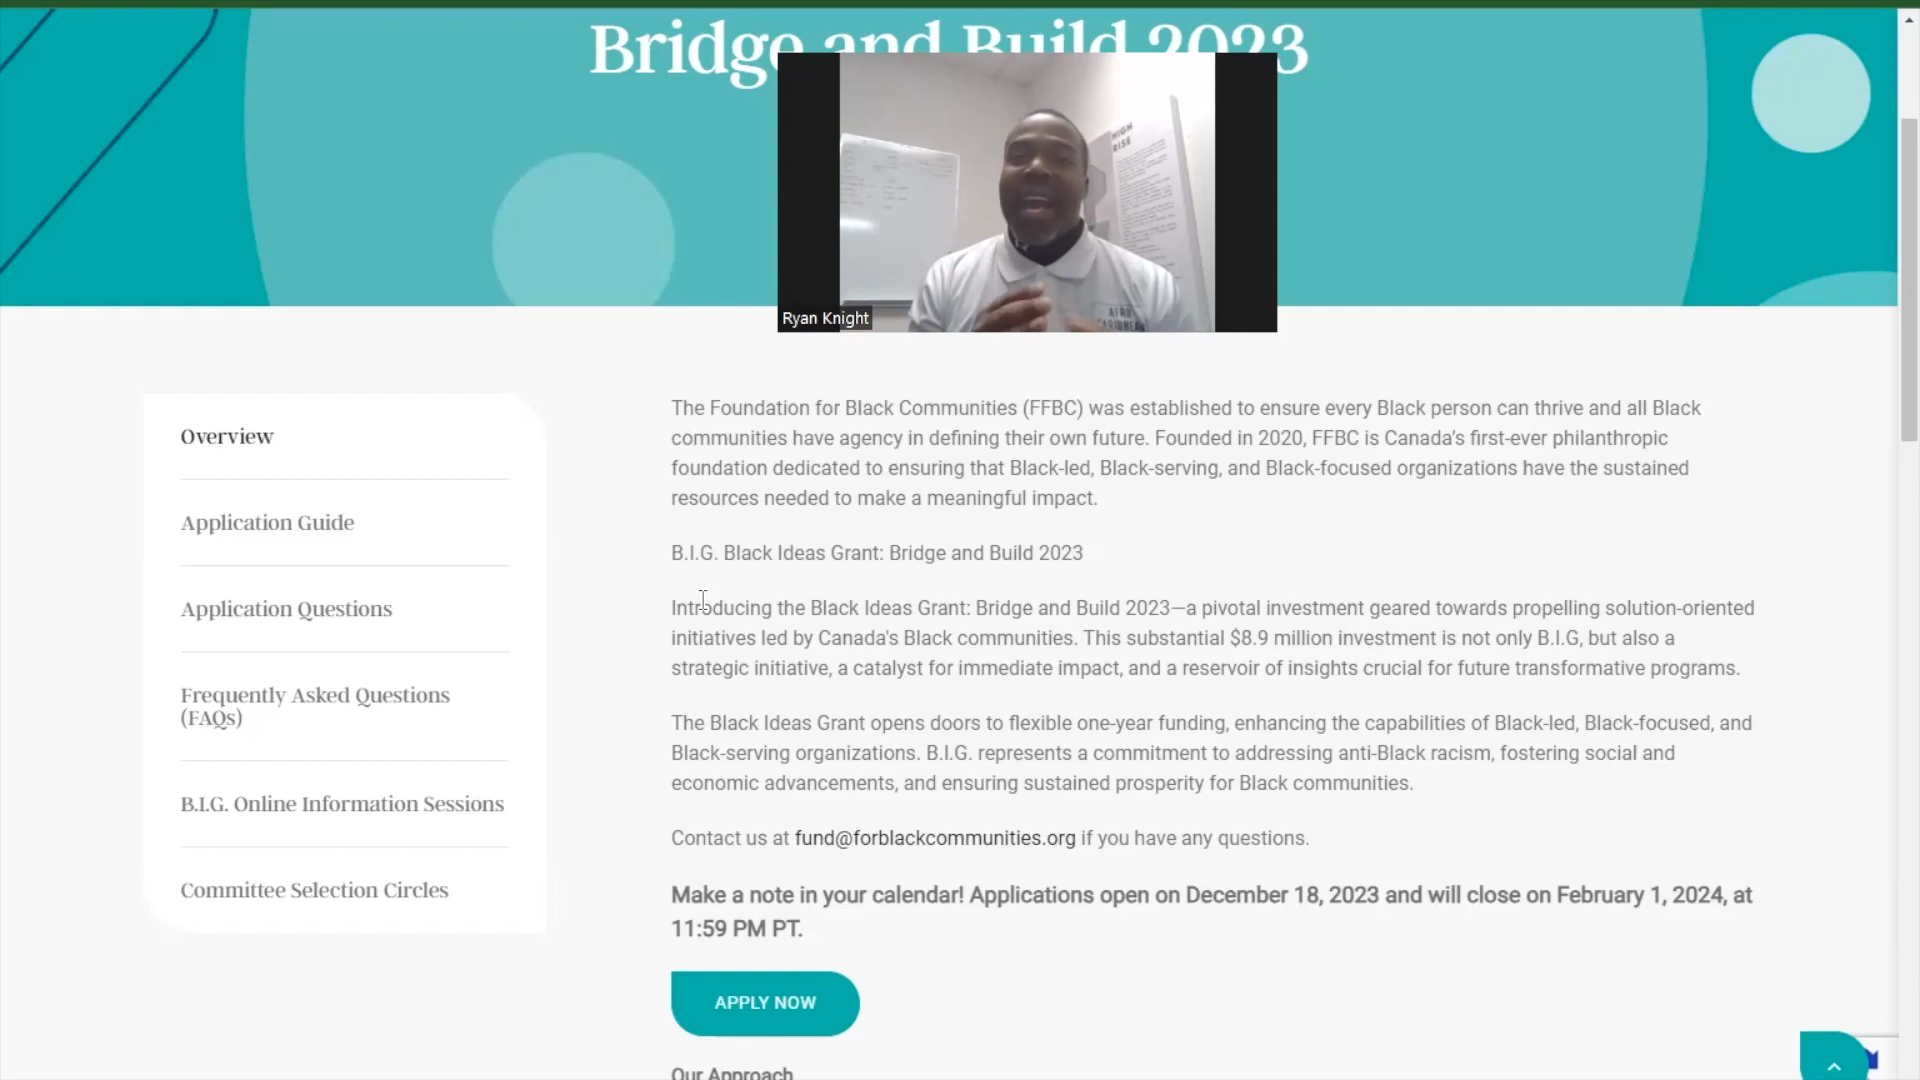 Bridge and Build 2023
HIGH
RISE
AFRO
CARIBBEAN
Ryan Knight
Overview
Application Guide
Application Questions
Frequently Asked Questions
(FAQs)
B.I.G. Online Information Sessions
Committee Selection Circles
The Foundation for Black Communities (FFBC) was established to ensure every Black person can thrive and all Black
communities have agency in defining their own future. Founded in 2020, FFBC is Canada’s first-ever philanthropic
foundation dedicated to ensuring that Black-led, Black-serving, and Black-focused organizations have the sustained
resources needed to make a meaningful impact.
B.I.G. Black Ideas Grant: Bridge and Build 2023
Introducing the Black Ideas Grant: Bridge and Build 2023—a pivotal investment geared towards propelling solution-oriented
initiatives led by Canada's Black communities. This substantial $8.9 million investment is not only B.I.G, but also a
strategic initiative, a catalyst for immediate impact, and a reservoir of insights crucial for future transformative programs.
The Black Ideas Grant opens doors to flexible one-year funding, enhancing the capabilities of Black-led, Black-focused, and
Black-serving organizations. B.I.G. represents a commitment to addressing anti-Black racism, fostering social and
economic advancements, and ensuring sustained prosperity for Black communities.
Contact us at fund@forblackcommunities.org if you have any questions.
Make a note in your calendar! Applications open on December 18, 2023 and will close on February 1, 2024, at
11:59 PM PT.
APPLY NOW
Our Approach